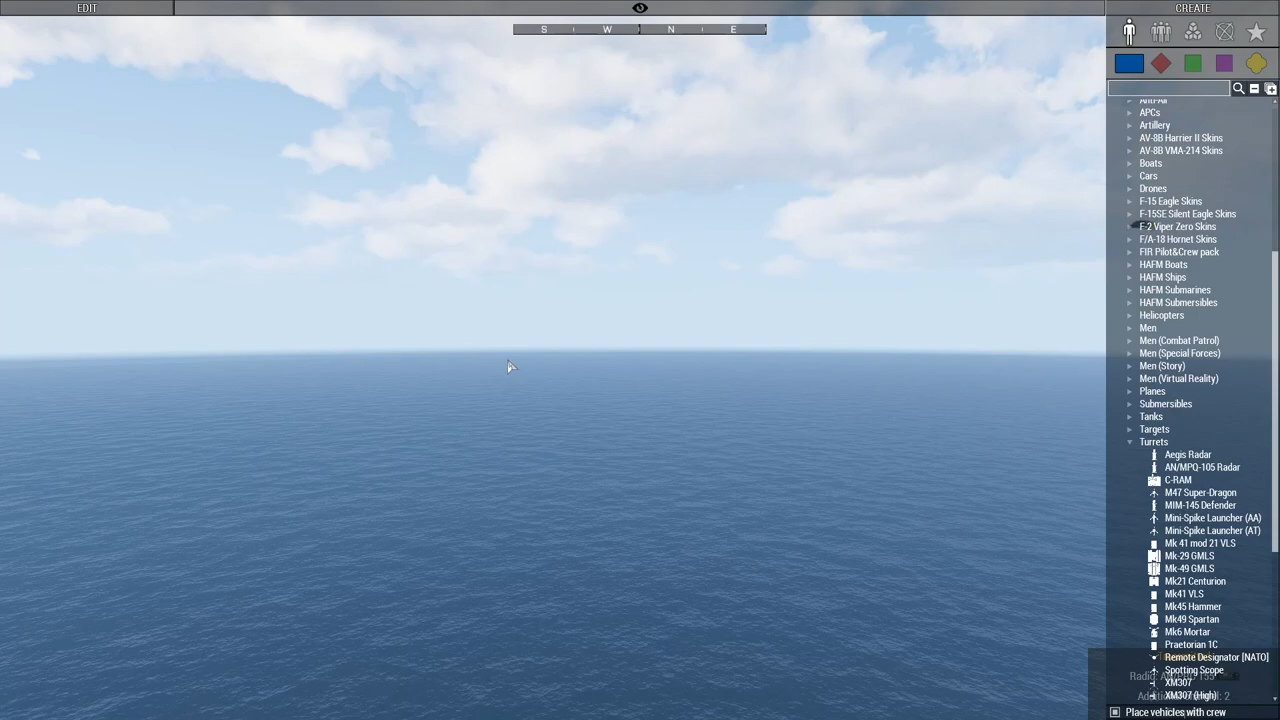 EDIT
CREATE
S W N E
Anti-Air
APCs
Artillery
AV-8B Harrier II Skins
AV-8B VMA-214 Skins
Boats
Cars
Drones
F-15 Eagle Skins
F-15SE Silent Eagle Skins
F-2 Viper Zero Skins
F/A-18 Hornet Skins
FIR Pilot&Crew pack
HAFM Boats
HAFM Ships
HAFM Submarines
HAFM Submersibles
Helicopters
Men
Men (Combat Patrol)
Men (Special Forces)
Men (Story)
Men (Virtual Reality)
Planes
Submersibles
Tanks
Targets
Turrets
Aegis Radar
AN/MPQ-105 Radar
C-RAM
M47 Super-Dragon
MIM-145 Defender
Mini-Spike Launcher (AA)
Mini-Spike Launcher (AT)
Mk 41 mod 21 VLS
Mk-29 GMLS
Mk-49 GMLS
Mk21 Centurion
Mk41 VLS
Mk45 Hammer
Mk49 Spartan
Mk6 Mortar
Praetorian 1C
Remote Designator [NATO]
Spotting Scope
XM307
XM307 (High)
Place vehicles with crew